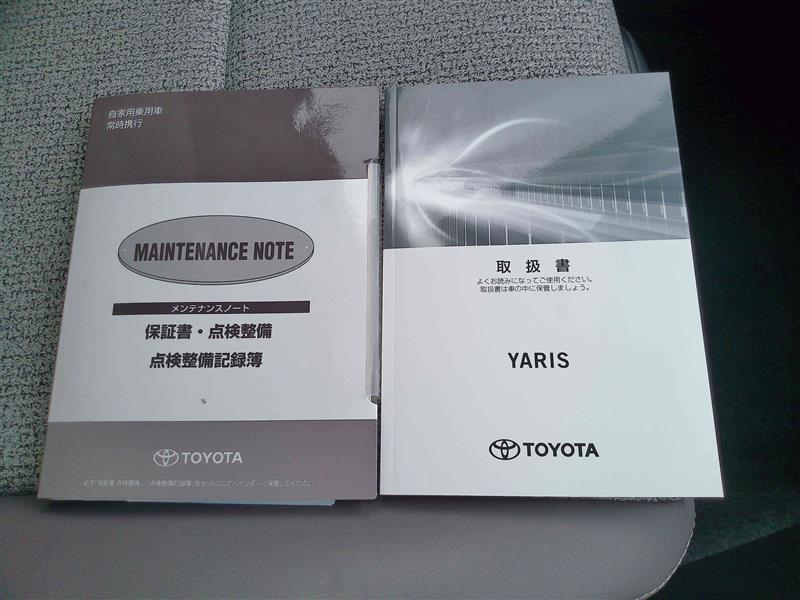 自家用乗用車
常時携行
MAINTENANCE NOTE
メンテナンスノート
保証書・点検整備
点検整備記録簿
TOYOTA
取扱書
よくお読みになってご使用ください。
取扱書は車の中に保管しましょう。
YARIS
TOYOTA